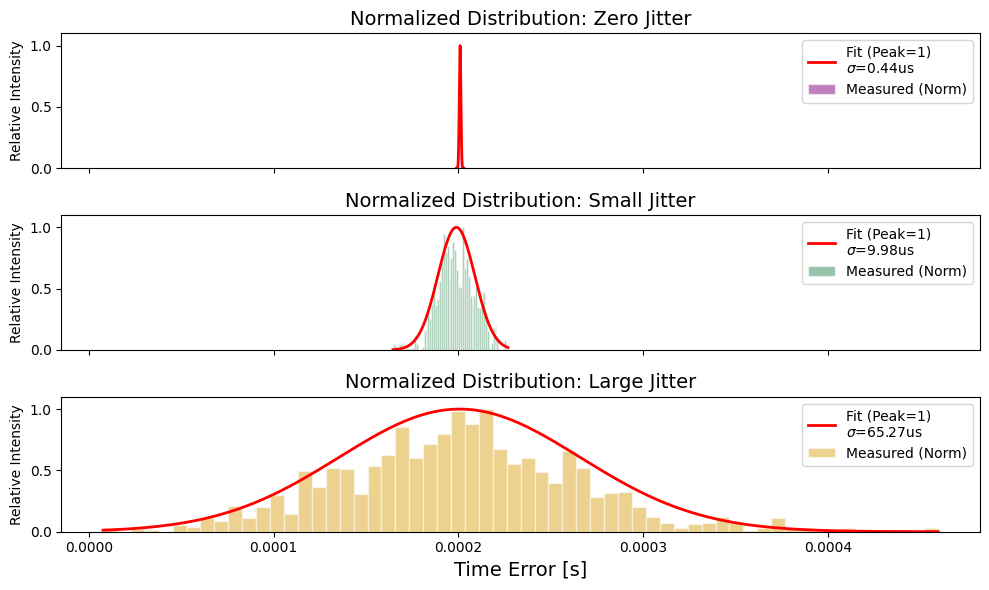 Normalized Distribution: Zero Jitter
Relative Intensity
1.0
0.5
0.0
Fit (Peak=1)
σ=0.44us
Measured (Norm)
Normalized Distribution: Small Jitter
Relative Intensity
1.0
0.5
0.0
Fit (Peak=1)
σ=9.98us
Measured (Norm)
Normalized Distribution: Large Jitter
Relative Intensity
1.0
0.5
0.0
Fit (Peak=1)
σ=65.27us
Measured (Norm)
0.0000 0.0001 0.0002 0.0003 0.0004
Time Error [s]